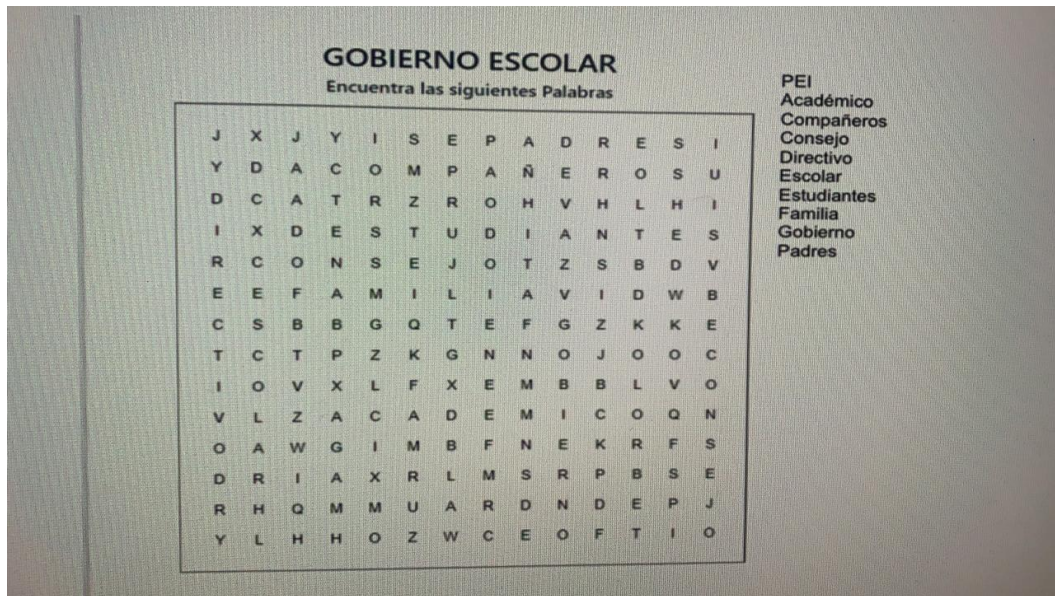 GOBIERNO ESCOLAR
Encuentra las siguientes Palabras
J X J Y I S E P A D R E S I
Y D A C O M P A Ñ E R O S U
D C A T R Z R O H V H L H I
I X D E S T U D I A N T E S
R C O N S E J O T Z S B D V
E E F A M I L I A V I D W B
C S B B G Q T E F G Z K K E
T C T P Z K G N N O J O O C
I O V X L F X E M B B L V O
V L Z A C A D E M I C O Q N
O A W G I M B F N E K R F S
D R I A X R L M S R P B S E
R H Q M M U A R D N D E P J
Y L H H O Z W C E O F T I O
PEI
Académico
Compañeros
Consejo
Directivo
Escolar
Estudiantes
Familia
Gobierno
Padres